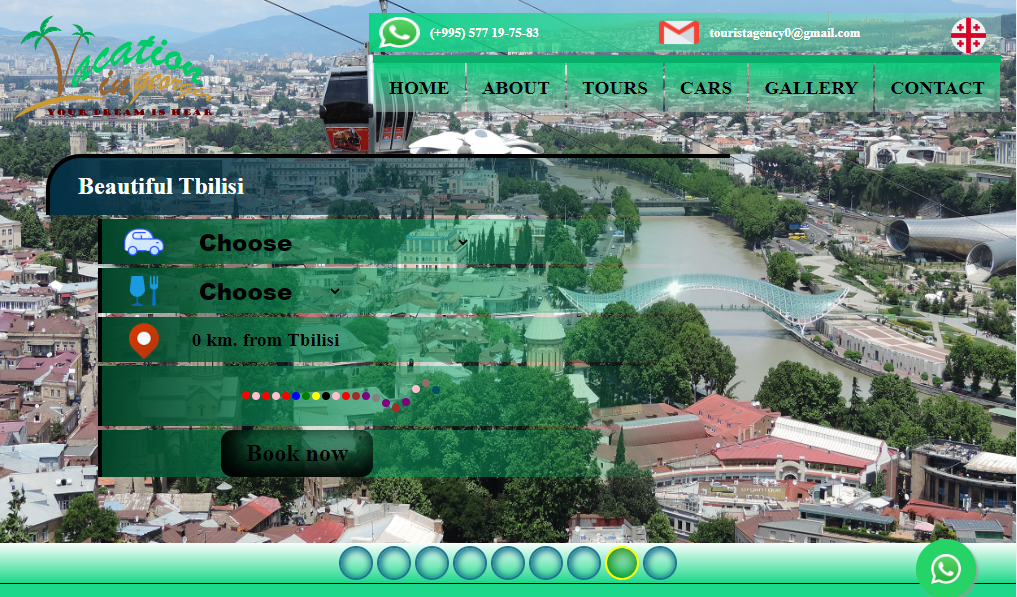 Vacation
in georgia
YOUR DREAM IS HEAR
(+995) 577 19-75-83
touristagency0@gmail.com
HOME ABOUT TOURS CARS GALLERY CONTACT
Beautiful Tbilisi
Choose
Choose
0 km. from Tbilisi
Book now